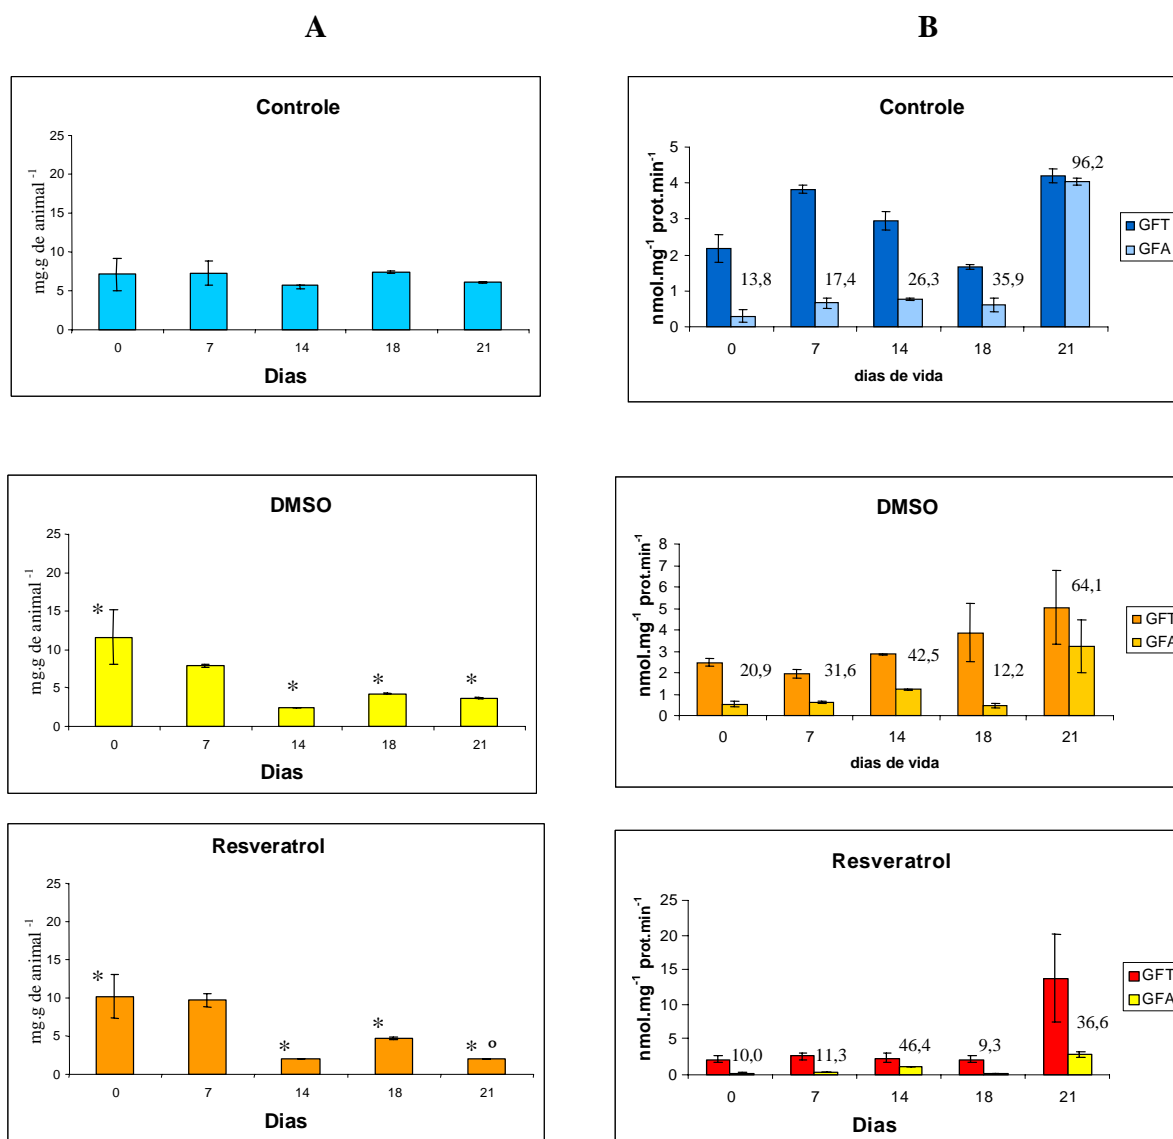 A
B
Controle
25
20
15
10
5
0
mg.g de animal -1
0 7 14 18 21
Dias
Controle
5
4
3
2
1
0
nmol.mg-1 prot.min-1
13,8
17,4
26,3
35,9
96,2
0 7 14 18 21
dias de vida
GFT
GFA
DMSO
25
20
15
10
5
0
mg.g de animal -1
* * * *
0 7 14 18 21
Dias
DMSO
8
7
6
5
4
3
2
1
0
nmol.mg-1 prot.min-1
20,9
31,6
42,5
12,2
64,1
0 7 14 18 21
dias de vida
GFT
GFA
Resveratrol
25
20
15
10
5
0
mg.g de animal -1
* * * * o
0 7 14 18 21
Dias
Resveratrol
25
20
15
10
5
0
nmol.mg-1 prot.min-1
10,0
11,3
46,4
9,3
36,6
0 7 14 18 21
Dias
GFT
GFA